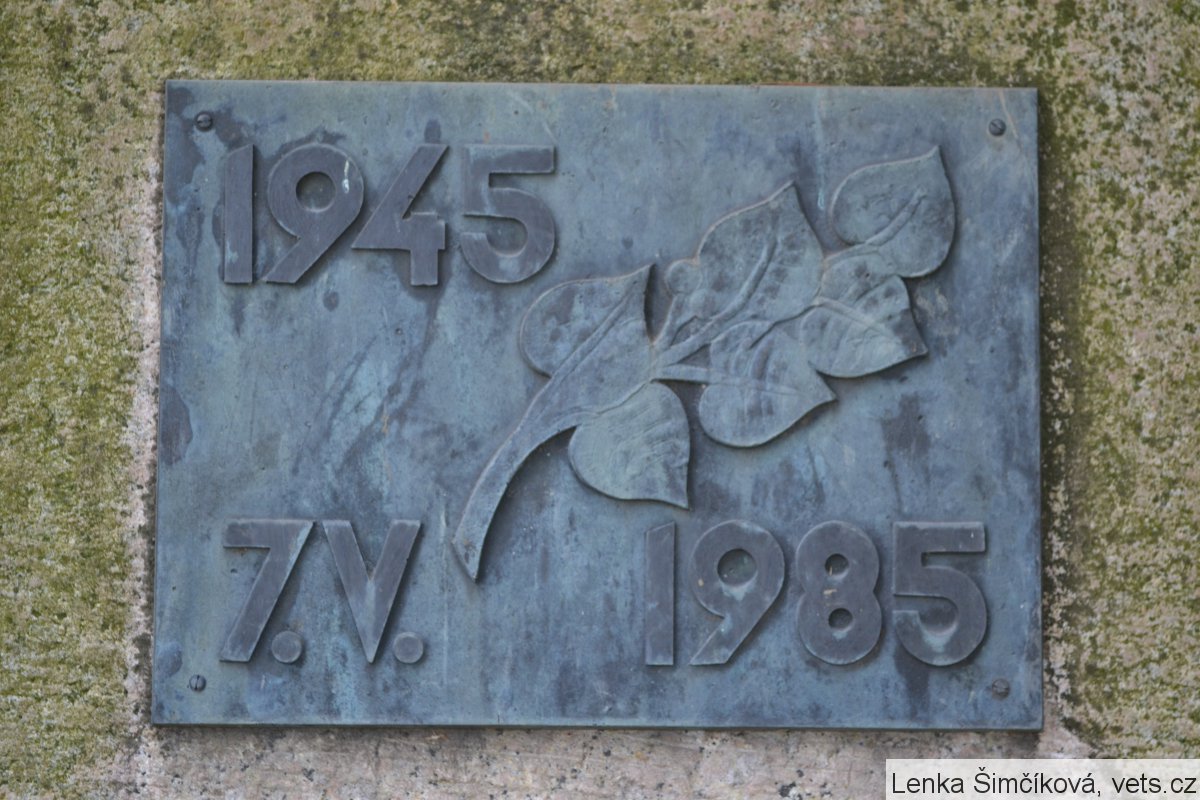 1945
7.V. 1985
Lenka Šimčíková, vets.cz